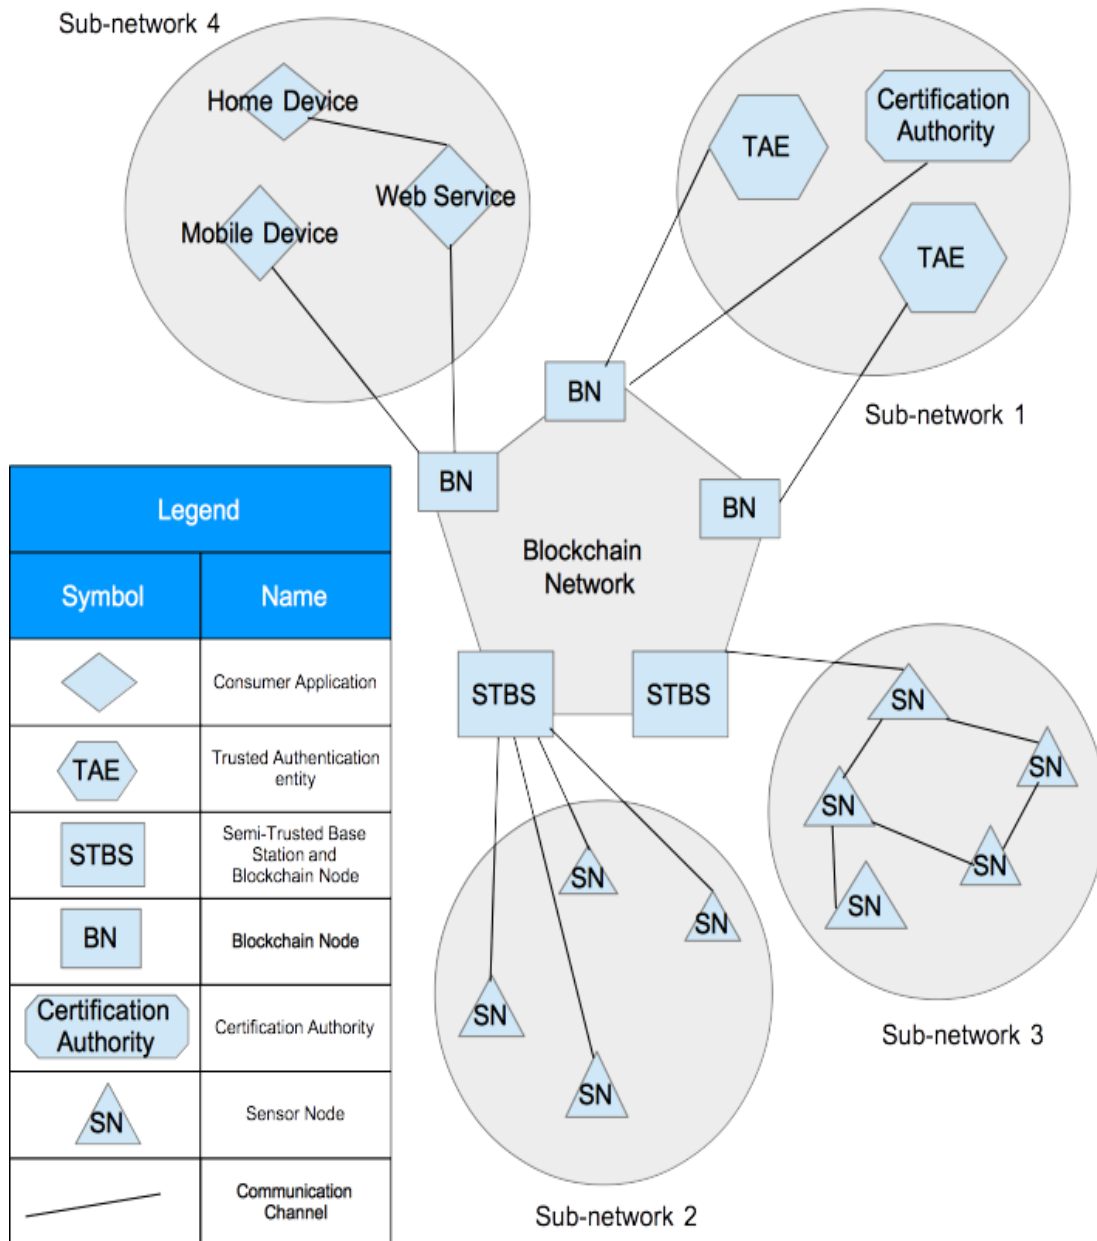 Sub-network 4
Home Device
Web Service
Mobile Device
TAE
Certification
Authority
TAE
Sub-network 1
BN
BN
BN
Blockchain
Network
STBS
STBS
SN
SN
SN
SN
SN
Sub-network 3
SN
SN
SN
SN
Sub-network 2
Legend
Symbol
Name
Consumer Application
TAE
Trusted Authentication
entity
STBS
Semi-Trusted Base
Station and
Blockchain Node
BN
Blockchain Node
Certification
Authority
Certification Authority
SN
Sensor Node
Communication
Channel